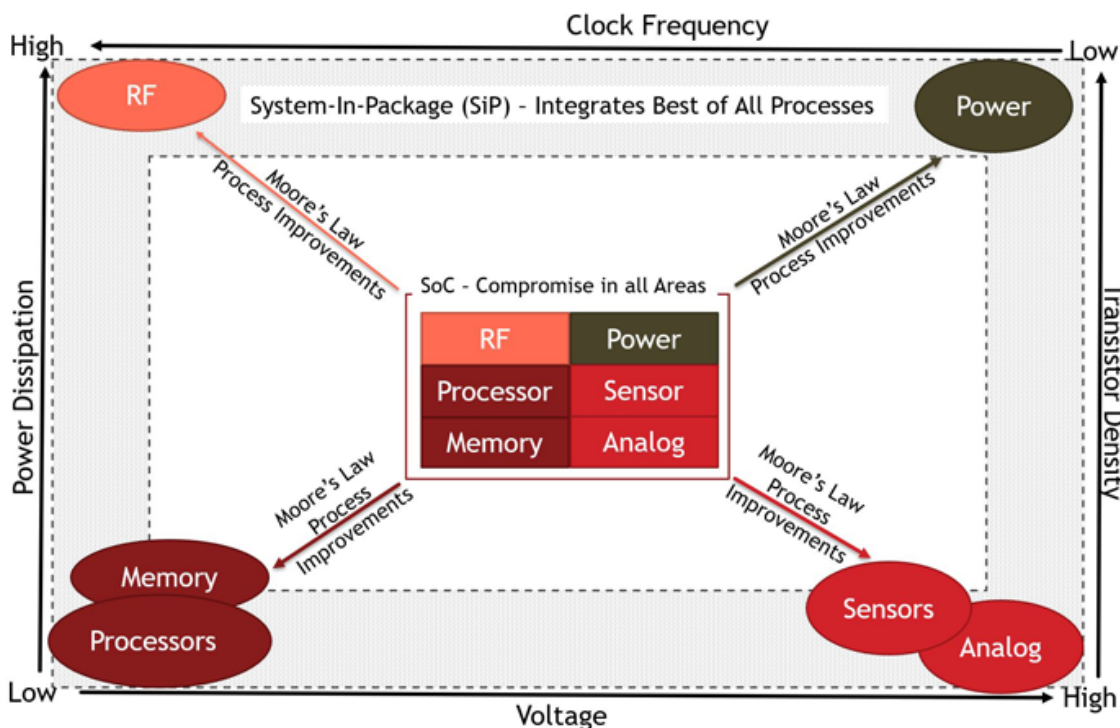 Clock Frequency
High
Low
RF
System-In-Package (SiP) - Integrates Best of All Processes
Power
Moore's Law
Process Improvements
Moore's Law
Process Improvements
SoC - Compromise in all Areas
RF
Power
Processor
Sensor
Memory
Analog
Power Dissipation
Transistor Density
Moore's Law
Process
Improvements
Moore's Law
Process
Improvements
Memory
Processors
Sensors
Analog
Low
High
Voltage